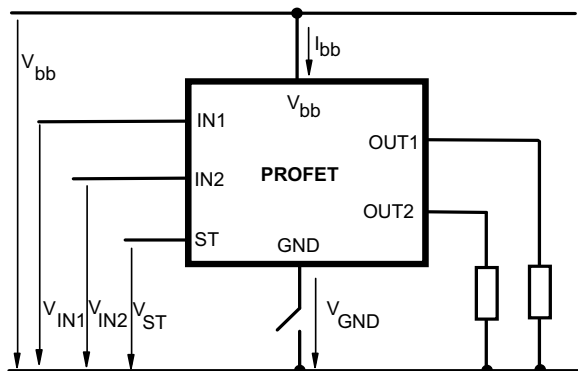 V_bb
I_bb
V_bb
IN1
OUT1
IN2
PROFET
OUT2
ST
GND
V_IN1
V_IN2
V_ST
V_GND